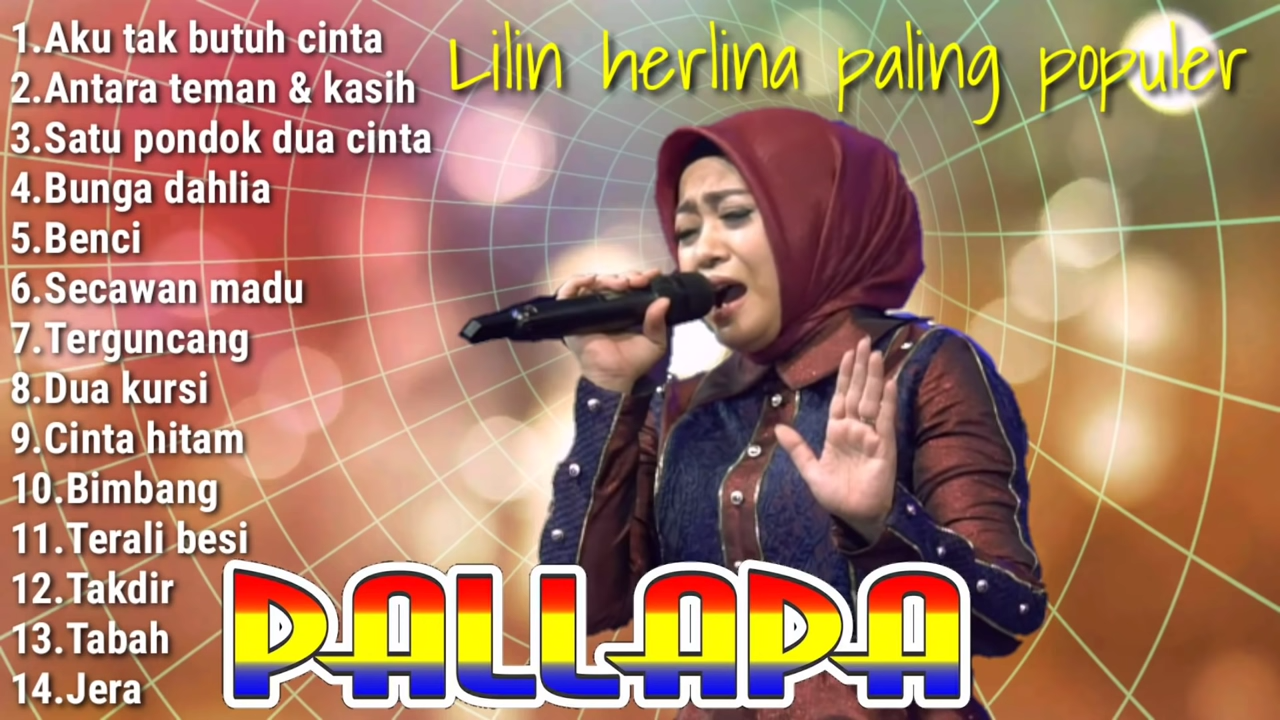 Lilin herlina paling populer
1.Aku tak butuh cinta
2.Antara teman & kasih
3.Satu pondok dua cinta
4.Bunga dahlia
5.Benci
6.Secawan madu
7.Terguncang
8.Dua kursi
9.Cinta hitam
10.Bimbang
11.Terali besi
12.Takdir
13.Tabah
14.Jera
PALLAPA